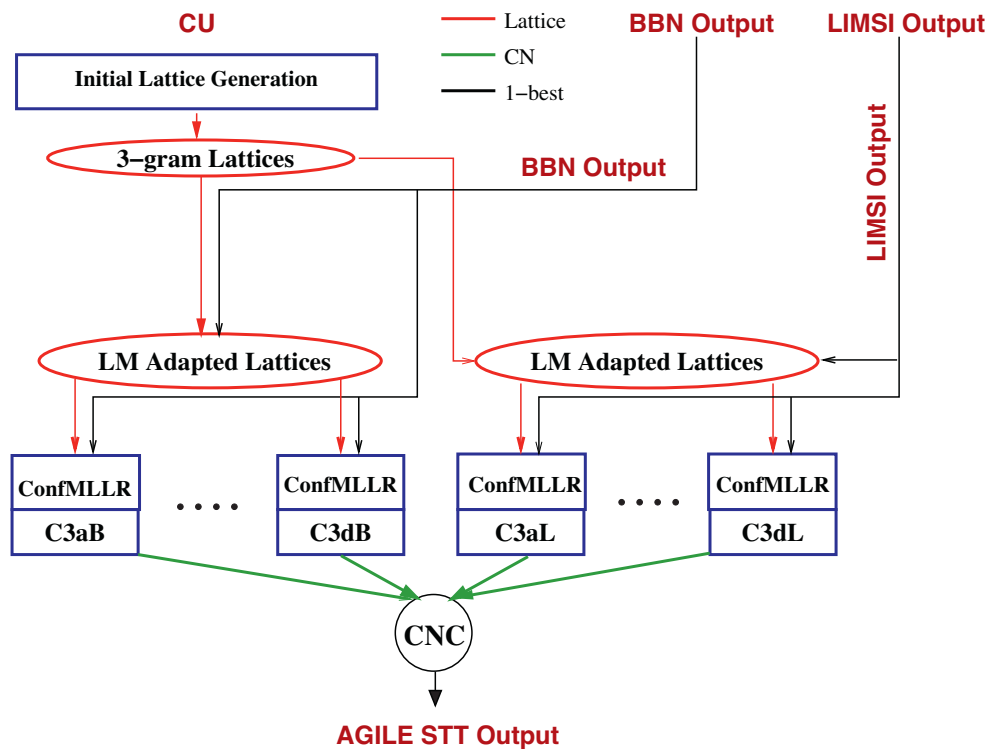 CU
Lattice
CN
1−best
BBN Output
LIMSI Output
Initial Lattice Generation
3−gram Lattices
BBN Output
LIMSI Output
LM Adapted Lattices
LM Adapted Lattices
ConfMLLR
C3aB
ConfMLLR
C3dB
ConfMLLR
C3aL
ConfMLLR
C3dL
CNC
AGILE STT Output